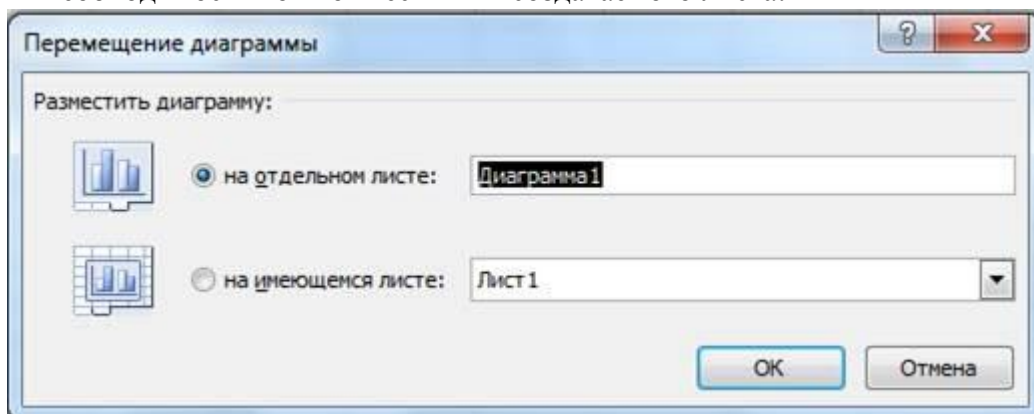 Перемещение диаграммы
Разместить диаграмму:
на отдельном листе: Диаграмма1
на имеющемся листе: Лист1
ОК Отмена